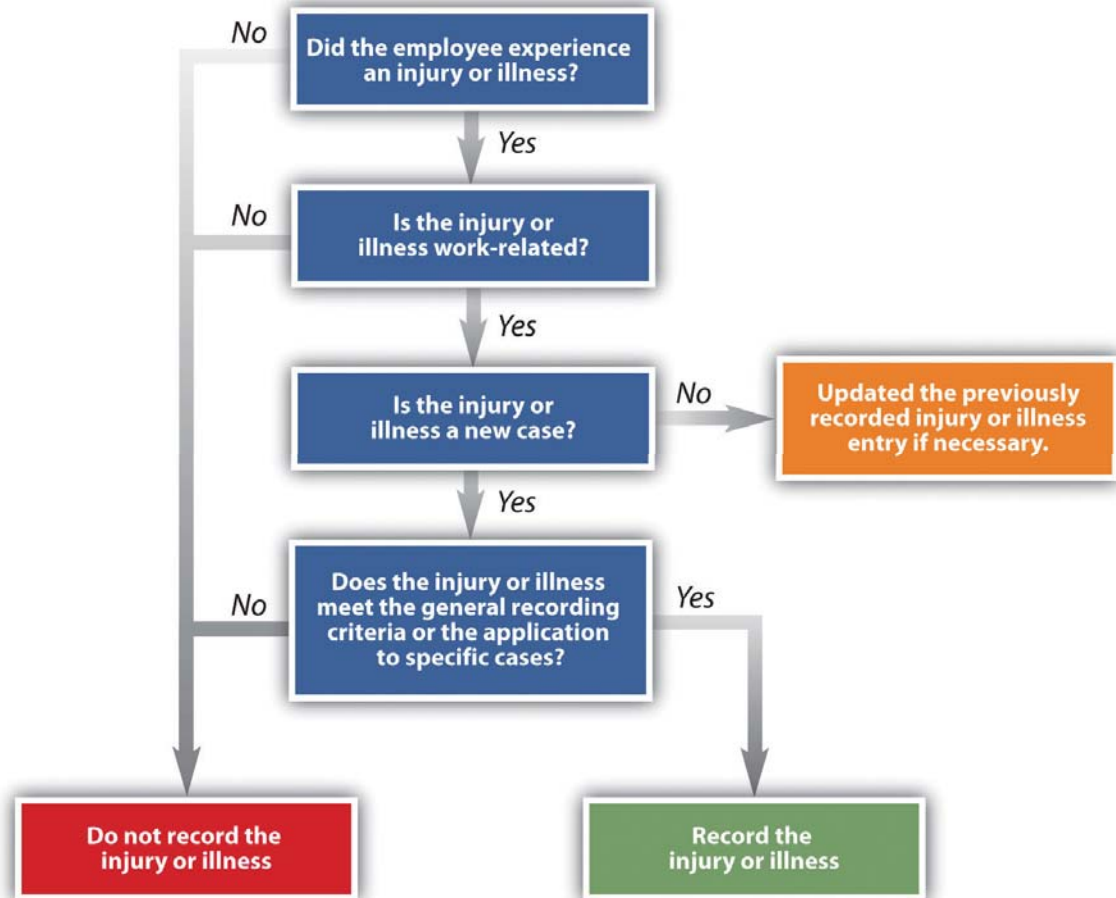 No
Did the employee experience
an injury or illness?
Yes
No
Is the injury or
illness work-related?
Yes
Is the injury or
illness a new case?
No
Updated the previously
recorded injury or illness
entry if necessary.
Yes
No
Does the injury or illness
meet the general recording
criteria or the application
to specific cases?
Yes
Do not record the
injury or illness
Record the
injury or illness